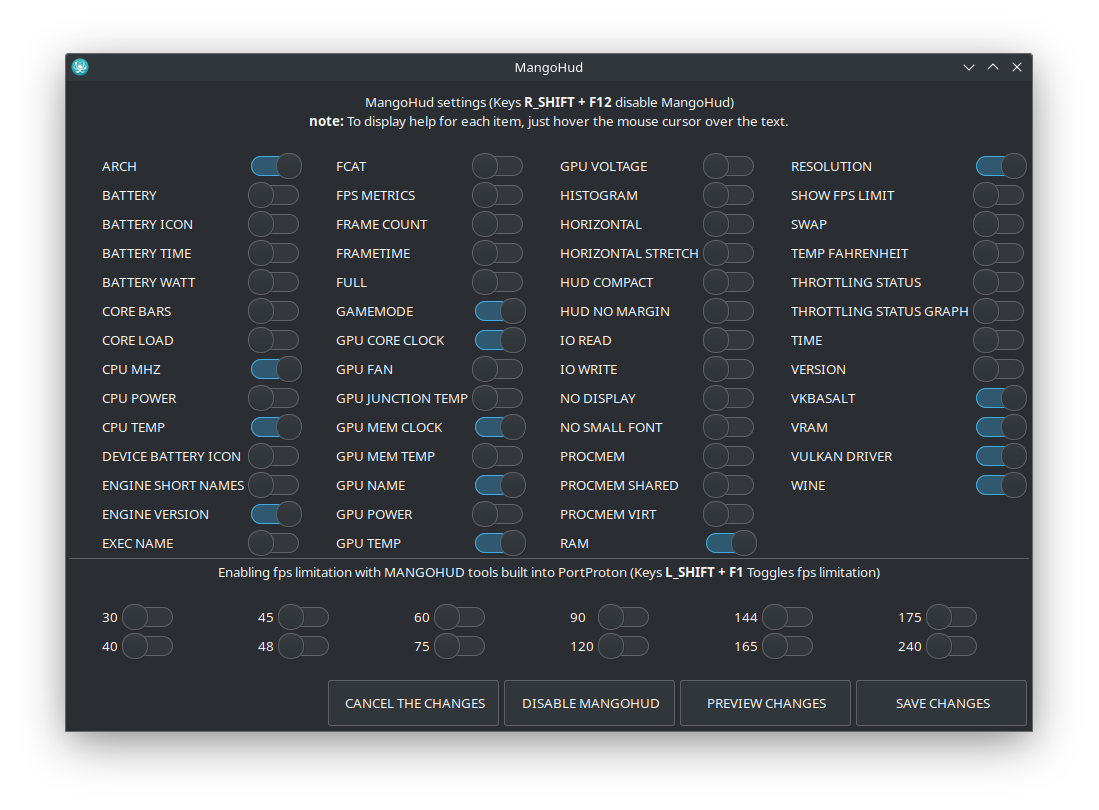 MangoHud
MangoHud settings (Keys R_SHIFT + F12 disable MangoHud)
note: To display help for each item, just hover the mouse cursor over the text.
ARCH FCAT GPU VOLTAGE RESOLUTION
BATTERY FPS METRICS HISTOGRAM SHOW FPS LIMIT
BATTERY ICON FRAME COUNT HORIZONTAL SWAP
BATTERY TIME FRAMETIME HORIZONTAL STRETCH TEMP FAHRENHEIT
BATTERY WATT FULL HUD COMPACT THROTTLING STATUS
CORE BARS GAMEMODE HUD NO MARGIN THROTTLING STATUS GRAPH
CORE LOAD GPU CORE CLOCK IO READ TIME
CPU MHZ GPU FAN IO WRITE VERSION
CPU POWER GPU JUNCTION TEMP NO DISPLAY VKBASALT
CPU TEMP GPU MEM CLOCK NO SMALL FONT VRAM
DEVICE BATTERY ICON GPU MEM TEMP PROCMEM VULKAN DRIVER
ENGINE SHORT NAMES GPU NAME PROCMEM SHARED WINE
ENGINE VERSION GPU POWER PROCMEM VIRT
EXEC NAME GPU TEMP RAM
Enabling fps limitation with MANGOHUD tools built into PortProton (Keys L_SHIFT + F1 Toggles fps limitation)
30 45 60 90 144 175
40 48 75 120 165 240
CANCEL THE CHANGES DISABLE MANGOHUD PREVIEW CHANGES SAVE CHANGES